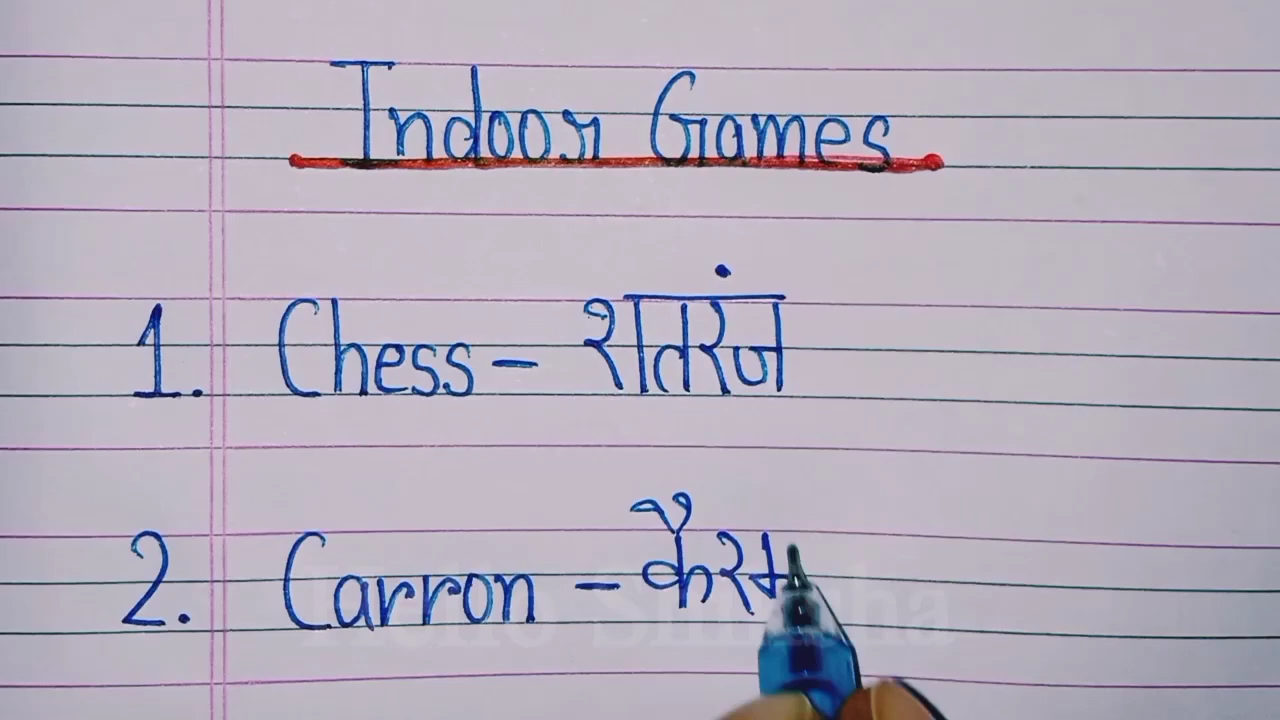 Indoor Games
1. Chess - शतरंज
2. Carron - कैरम